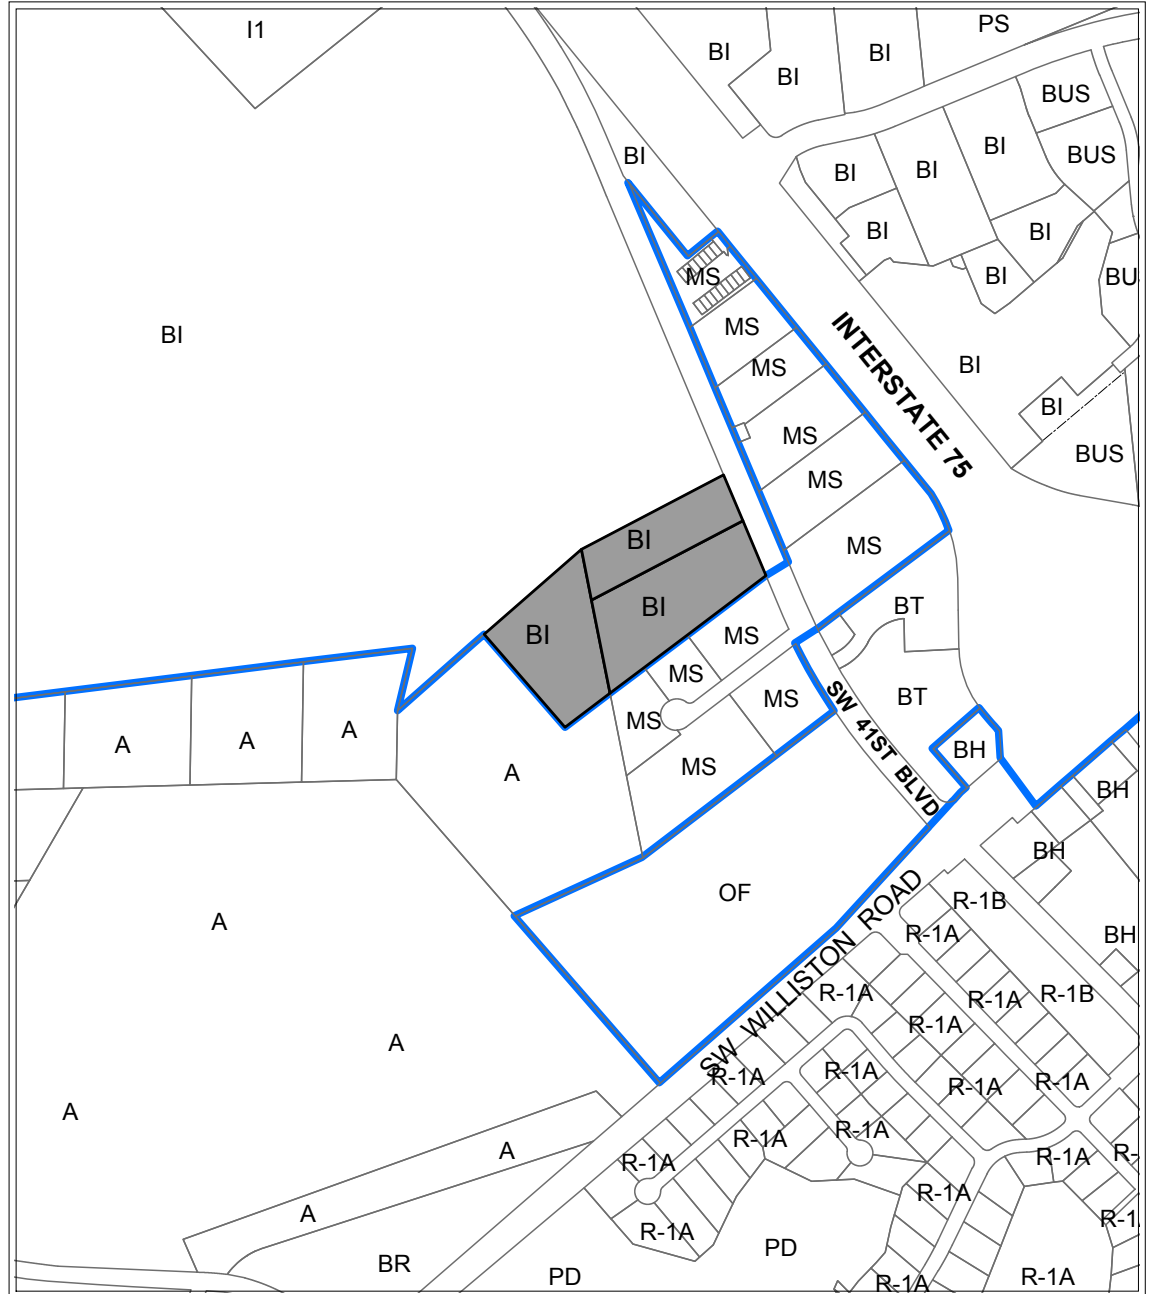 I1
PS
BI
BI
BI
BUS
BI
BI
BUS
BI
BI
BI
BI
BI
MS
BU
BI
MS
BI
INTERSTATE 75
MS
BI
MS
BUS
MS
BI
MS
BI
BT
BI
MS
MS
BT
MS
SW 41ST BLVD
MS
A
A
A
BH
MS
A
BH
BH
OF
A
R-1B
R-1A
BH
R-1A
R-1B
R-1A
SW WILLISTON ROAD
R-1A
A
R-1A
R-1A
R-1A
R-1A
A
R-1A
R-1A
A
R-1A
R-1A
R-
R-1A
A
R-1
R-1A
PD
BR
PD
R-1A
R-1A